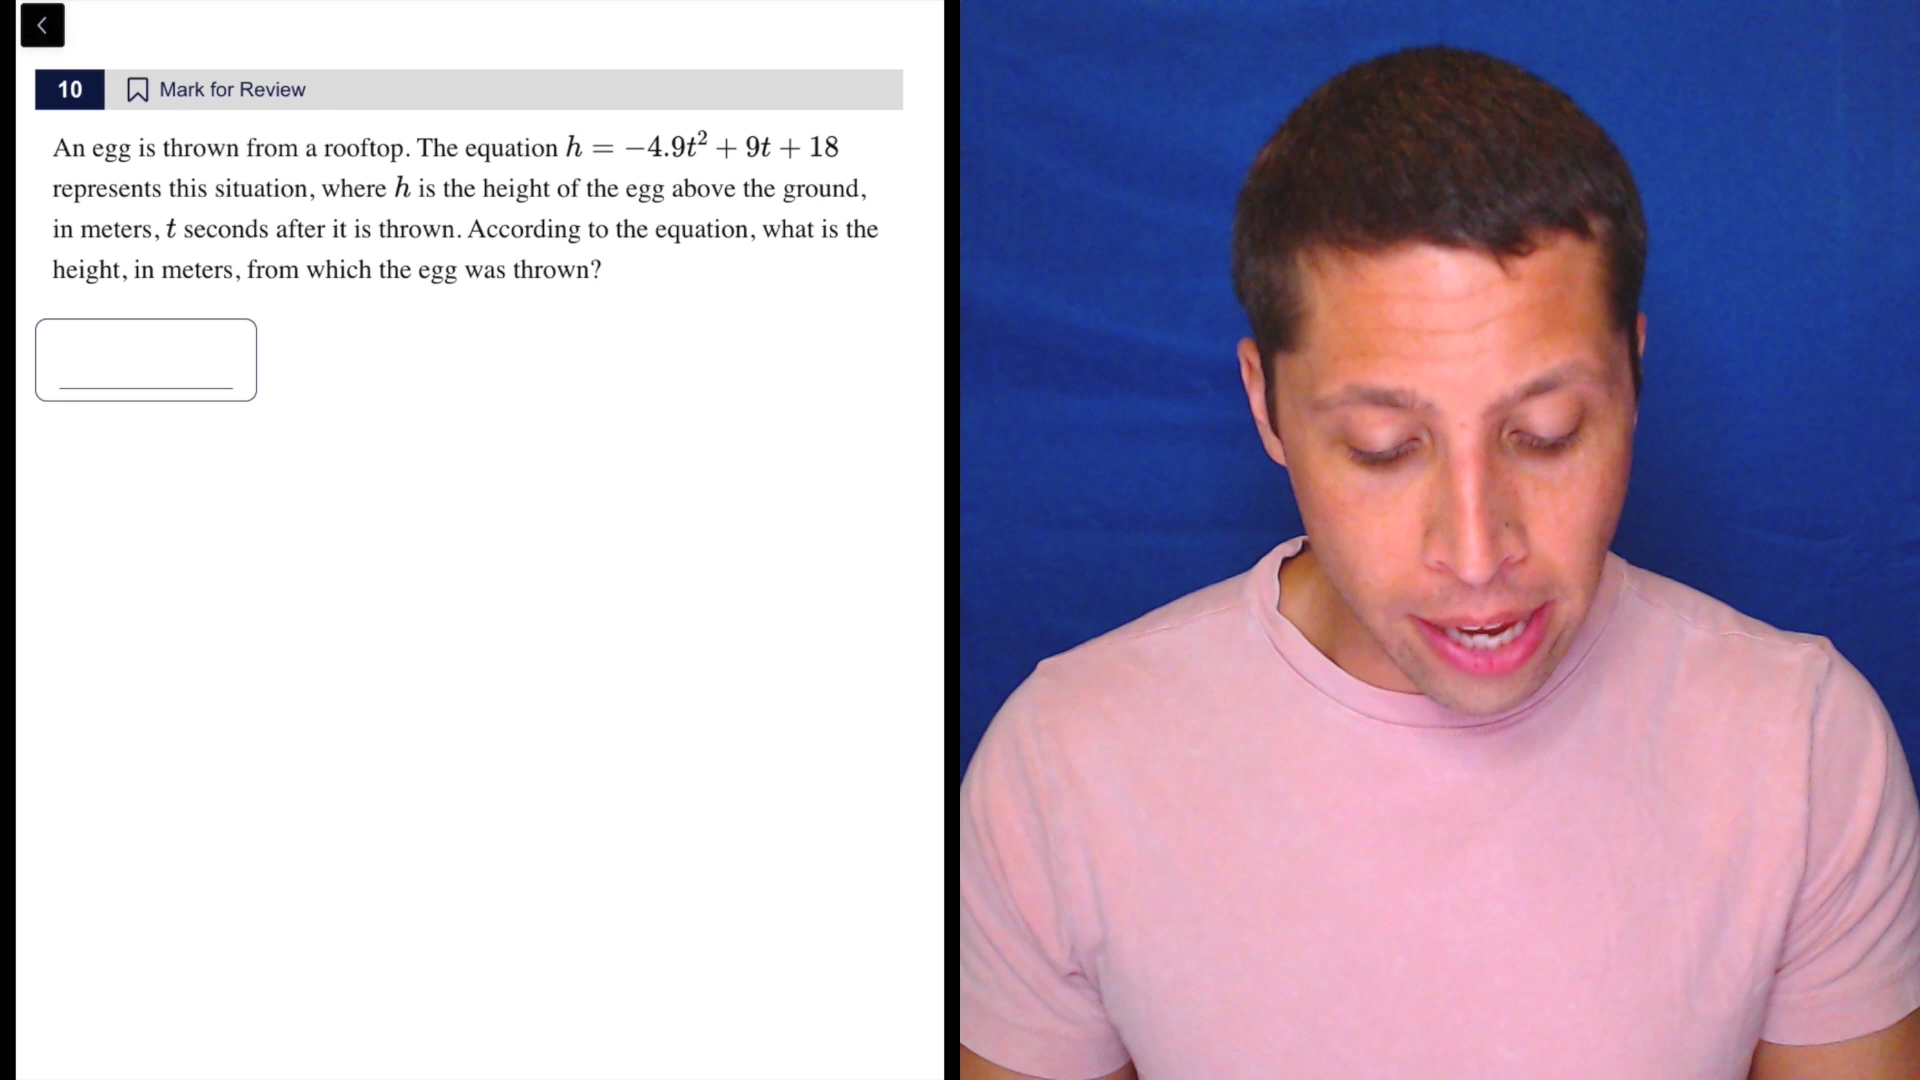 10 Mark for Review
An egg is thrown from a rooftop. The equation h = −4.9t² + 9t + 18
represents this situation, where h is the height of the egg above the ground,
in meters, t seconds after it is thrown. According to the equation, what is the
height, in meters, from which the egg was thrown?